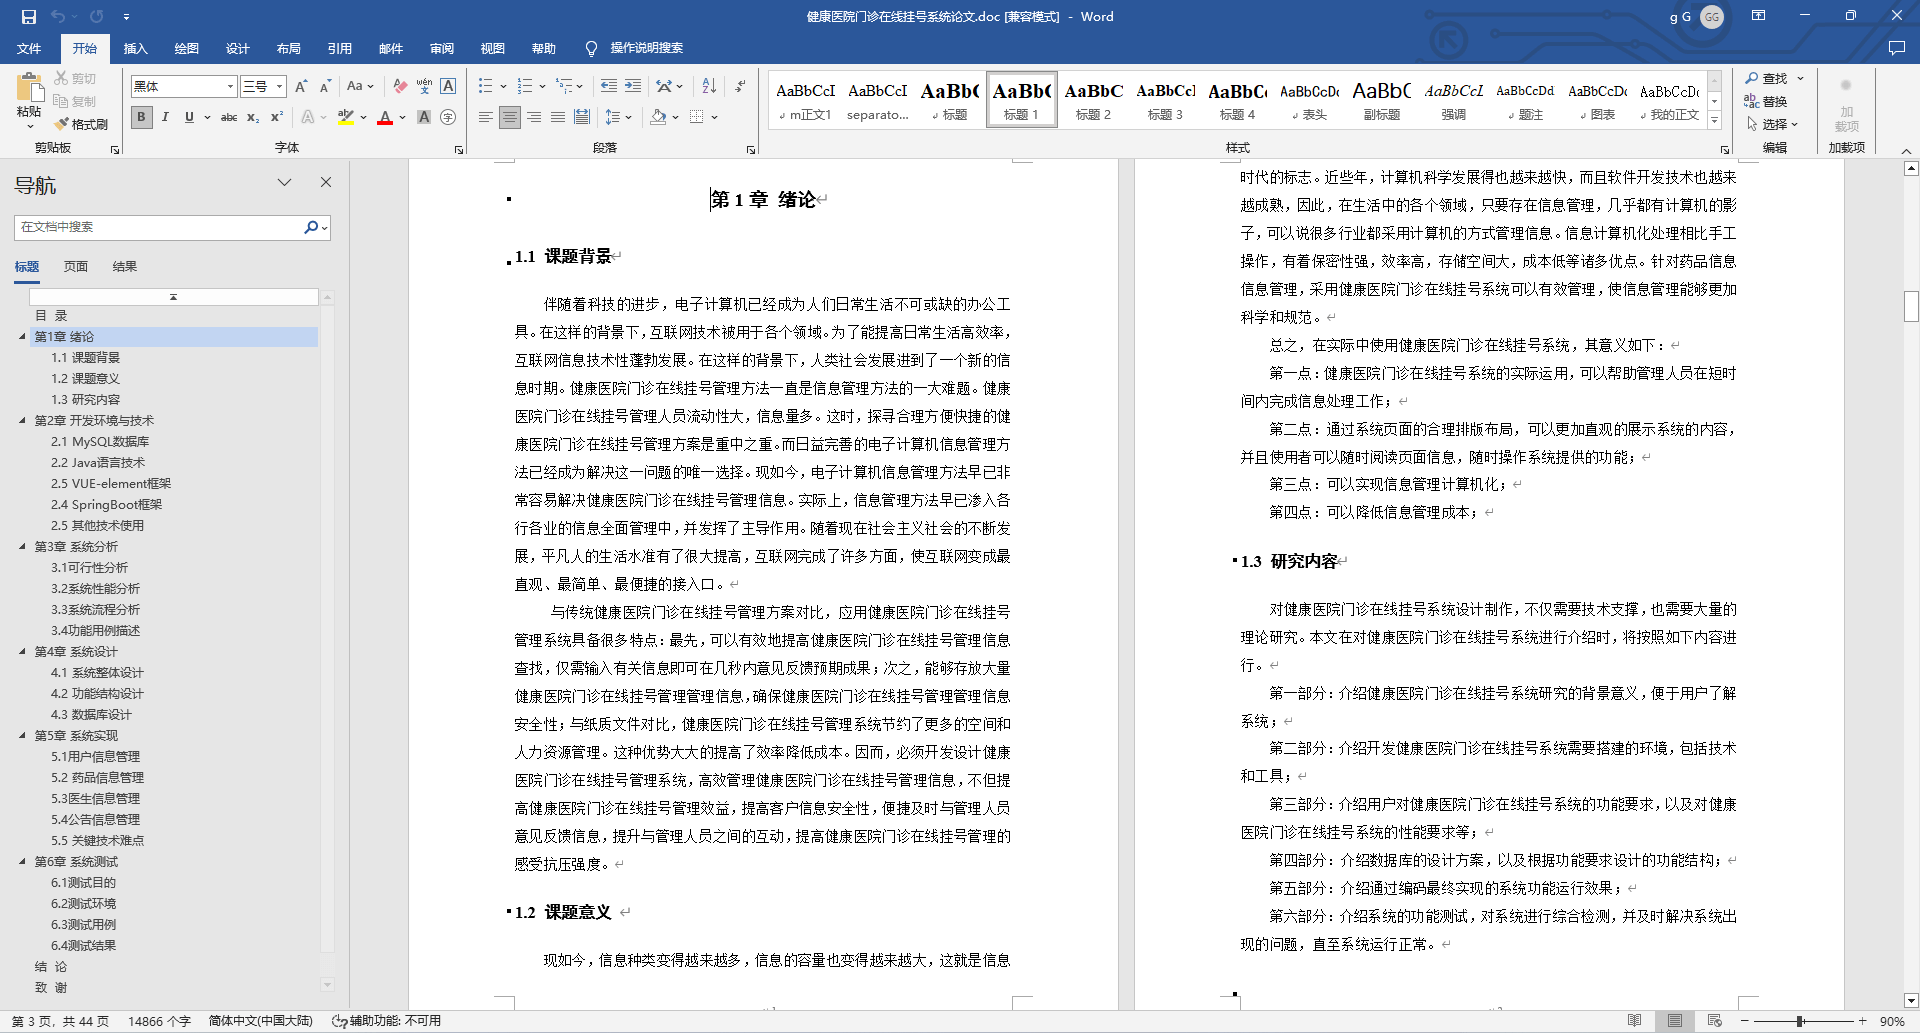 健康医院门诊在线挂号系统论文.doc [兼容模式] - Word
g G
GG
文件 开始 插入 绘图 设计 布局 引用 邮件 审阅 视图 帮助 操作说明搜索
粘贴
剪切
复制
格式刷
剪贴板
黑体 三号
字体
段落
AaBbCcI m正文1
AaBbCcI separato...
AaBb( 标题
AaBb( 标题 1
AaBbC 标题 2
AaBbCcl 标题 3
AaBbC 标题 4
AaBbCcDc 表头
AaBbC 副标题
AaBbCcL 强调
AaBbCcDd 题注
AaBbCcDc 图表
AaBbCcDc 我的正文
样式
查找
替换
选择
编辑
加载项
加载项
导航
在文档中搜索
标题 页面 结果
目 录
第1章 绪论
1.1 课题背景
1.2 课题意义
1.3 研究内容
第2章 开发环境与技术
2.1 MySQL数据库
2.2 Java语言技术
2.5 VUE-element框架
2.4 SpringBoot框架
2.5 其他技术使用
第3章 系统分析
3.1可行性分析
3.2系统性能分析
3.3系统流程分析
3.4功能用例描述
第4章 系统设计
4.1 系统整体设计
4.2 功能结构设计
4.3 数据库设计
第5章 系统实现
5.1用户信息管理
5.2 药品信息管理
5.3医生信息管理
5.4公告信息管理
5.5 关键技术难点
第6章 系统测试
6.1测试目的
6.2测试环境
6.3测试用例
6.4测试结果
结 论
致 谢
第 1 章 绪论
1.1 课题背景
伴随着科技的进步，电子计算机已经成为人们日常生活不可或缺的办公工
具。在这样的背景下，互联网技术被用于各个领域。为了能提高日常生活高效率，
互联网信息技术性蓬勃发展。在这样的背景下，人类社会发展进到了一个新的信
息时期。健康医院门诊在线挂号管理方法一直是信息管理方法的一大难题。健康
医院门诊在线挂号管理人员流动性大，信息量多。这时，探寻合理方便快捷的健
康医院门诊在线挂号管理方案是重中之重。而日益完善的电子计算机信息管理方
法已经成为解决这一问题的唯一选择。现如今，电子计算机信息管理方法早已非
常容易解决健康医院门诊在线挂号管理信息。实际上，信息管理方法早已渗入各
行各业的信息全面管理中，并发挥了主导作用。随着现在社会主义社会的不断发
展，平凡人的生活水准有了很大提高，互联网完成了许多方面，使互联网变成最
直观、最简单、最便捷的接入口。
与传统健康医院门诊在线挂号管理方案对比，应用健康医院门诊在线挂号
管理系统具备很多特点：最先，可以有效地提高健康医院门诊在线挂号管理信息
查找，仅需输入有关信息即可在几秒内意见反馈预期成果；次之，能够存放大量
健康医院门诊在线挂号管理管理信息，确保健康医院门诊在线挂号管理管理信息
安全性；与纸质文件对比，健康医院门诊在线挂号管理系统节约了更多的空间和
人力资源管理。这种优势大大的提高了效率降低成本。因而，必须开发设计健康
医院门诊在线挂号管理系统，高效管理健康医院门诊在线挂号管理信息，不但提
高健康医院门诊在线挂号管理效益，提高客户信息安全性，便捷及时与管理人员
意见反馈信息，提升与管理人员之间的互动，提高健康医院门诊在线挂号管理的
感受抗压强度。
1.2 课题意义
现如今，信息种类变得越来越多，信息的容量也变得越来越大，这就是信息
时代的标志。近些年，计算机科学发展得也越来越快，而且软件开发技术也越来
越成熟，因此，在生活中的各个领域，只要存在信息管理，几乎都有计算机的影
子，可以说很多行业都采用计算机的方式管理信息。信息计算机化处理相比手工
操作，有着保密性强，效率高，存储空间大，成本低等诸多优点。针对药品信息
信息管理，采用健康医院门诊在线挂号系统可以有效管理，使信息管理能够更加
科学和规范。
总之，在实际中使用健康医院门诊在线挂号系统，其意义如下：
第一点：健康医院门诊在线挂号系统的实际运用，可以帮助管理人员在短时
间内完成信息处理工作；
第二点：通过系统页面的合理排版布局，可以更加直观的展示系统的内容，
并且使用者可以随时阅读页面信息，随时操作系统提供的功能；
第三点：可以实现信息管理计算机化；
第四点：可以降低信息管理成本；
1.3 研究内容
对健康医院门诊在线挂号系统设计制作，不仅需要技术支撑，也需要大量的
理论研究。本文在对健康医院门诊在线挂号系统进行介绍时，将按照如下内容进
行。
第一部分：介绍健康医院门诊在线挂号系统研究的背景意义，便于用户了解
系统；
第二部分：介绍开发健康医院门诊在线挂号系统需要搭建的环境，包括技术
和工具；
第三部分：介绍用户对健康医院门诊在线挂号系统的功能要求，以及对健康
医院门诊在线挂号系统的性能要求等；
第四部分：介绍数据库的设计方案，以及根据功能要求设计的功能结构；
第五部分：介绍通过编码最终实现的系统功能运行效果；
第六部分：介绍系统的功能测试，对系统进行综合检测，并及时解决系统出
现的问题，直至系统运行正常。
第 3 页，共 44 页 14866 个字 简体中文(中国大陆) 辅助功能: 不可用 90%